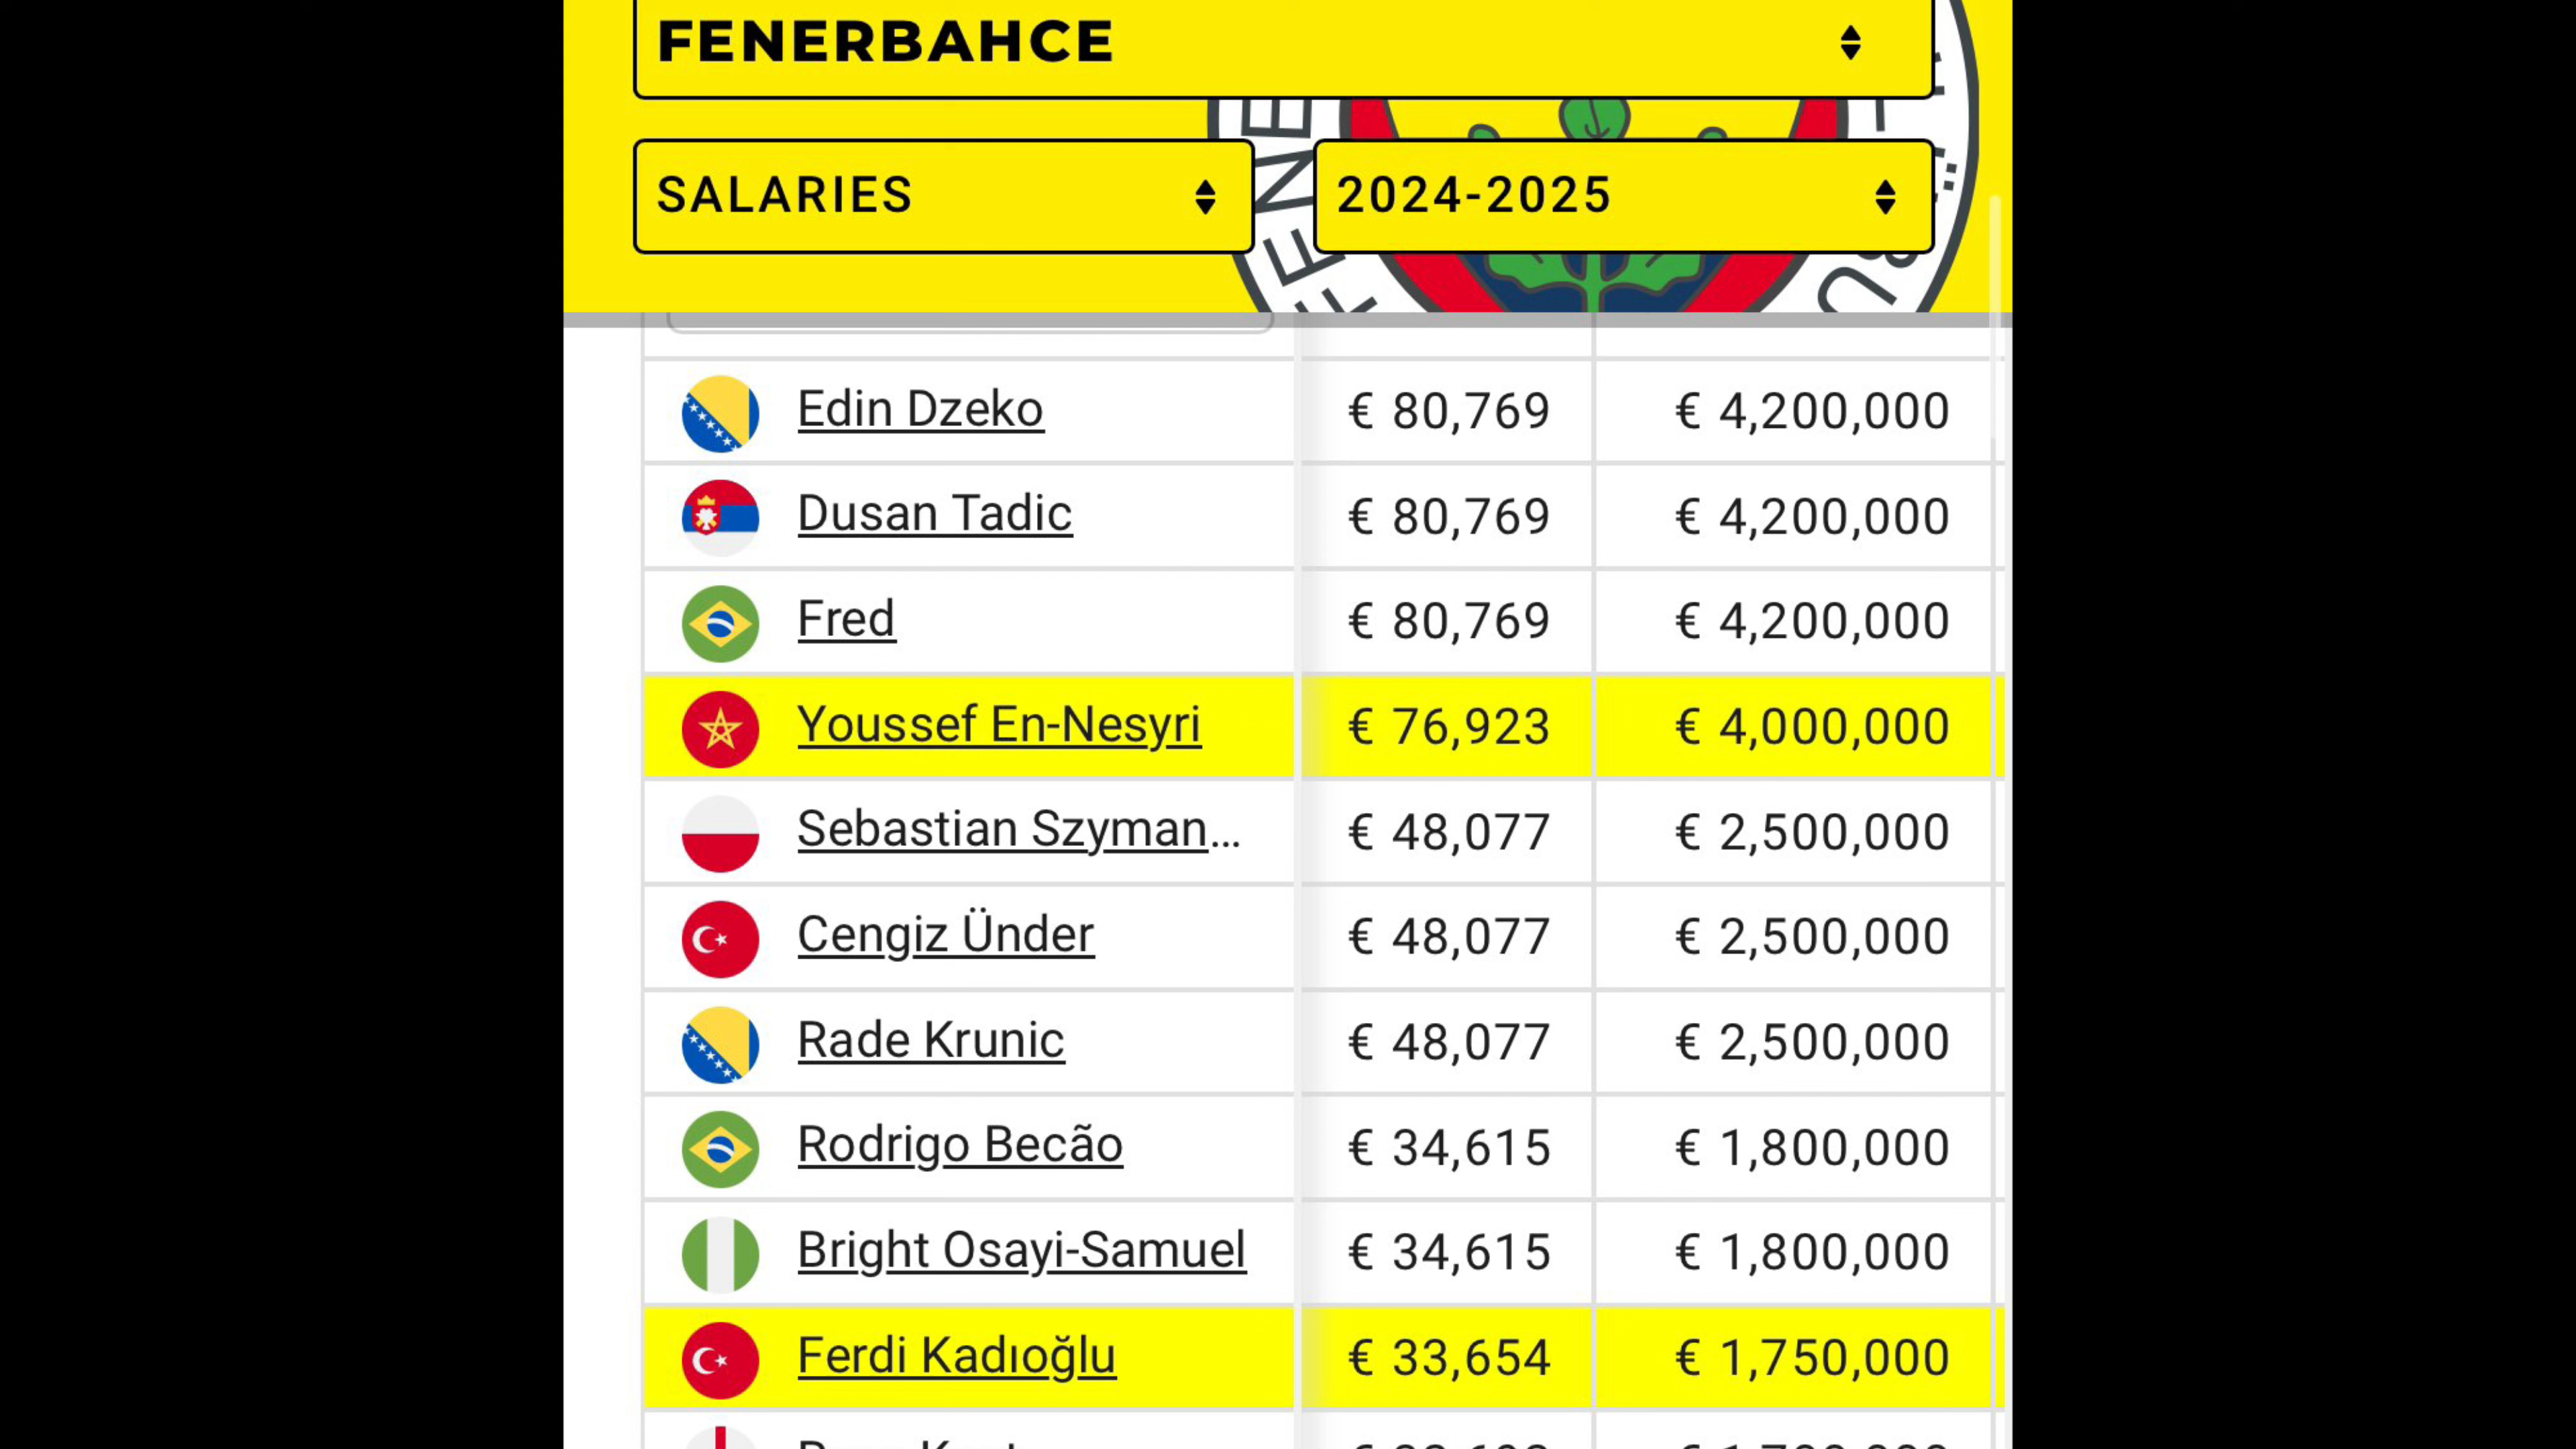 FENERBAHCE
SALARIES
2024-2025
FENE
Edin Dzeko € 80,769 € 4,200,000
Dusan Tadic € 80,769 € 4,200,000
Fred € 80,769 € 4,200,000
Youssef En-Nesyri € 76,923 € 4,000,000
Sebastian Szyman... € 48,077 € 2,500,000
Cengiz Ünder € 48,077 € 2,500,000
Rade Krunic € 48,077 € 2,500,000
Rodrigo Becão € 34,615 € 1,800,000
Bright Osayi-Samuel € 34,615 € 1,800,000
Ferdi Kadıoğlu € 33,654 € 1,750,000